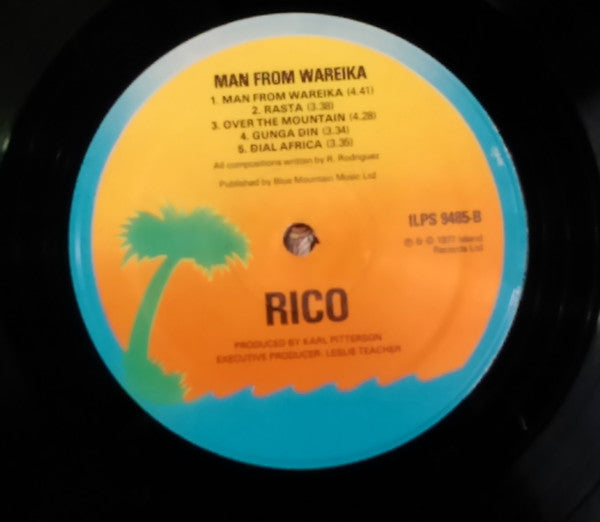 MAN FROM WAREIKA
1. MAN FROM WAREIKA (4.41)
2. RASTA (3.38)
3. OVER THE MOUNTAIN (4.28)
4. GUNGA DIN (3.34)
5. DIAL AFRICA (3.35)
All compositions written by R. Rodriguez
Published by Blue Mountain Music Ltd
ILPS 9485-B
℗ & © 1977 Island
Records Ltd
RICO
PRODUCED BY KARL PITTERSON
EXECUTIVE PRODUCER: LESLIE TEACHER